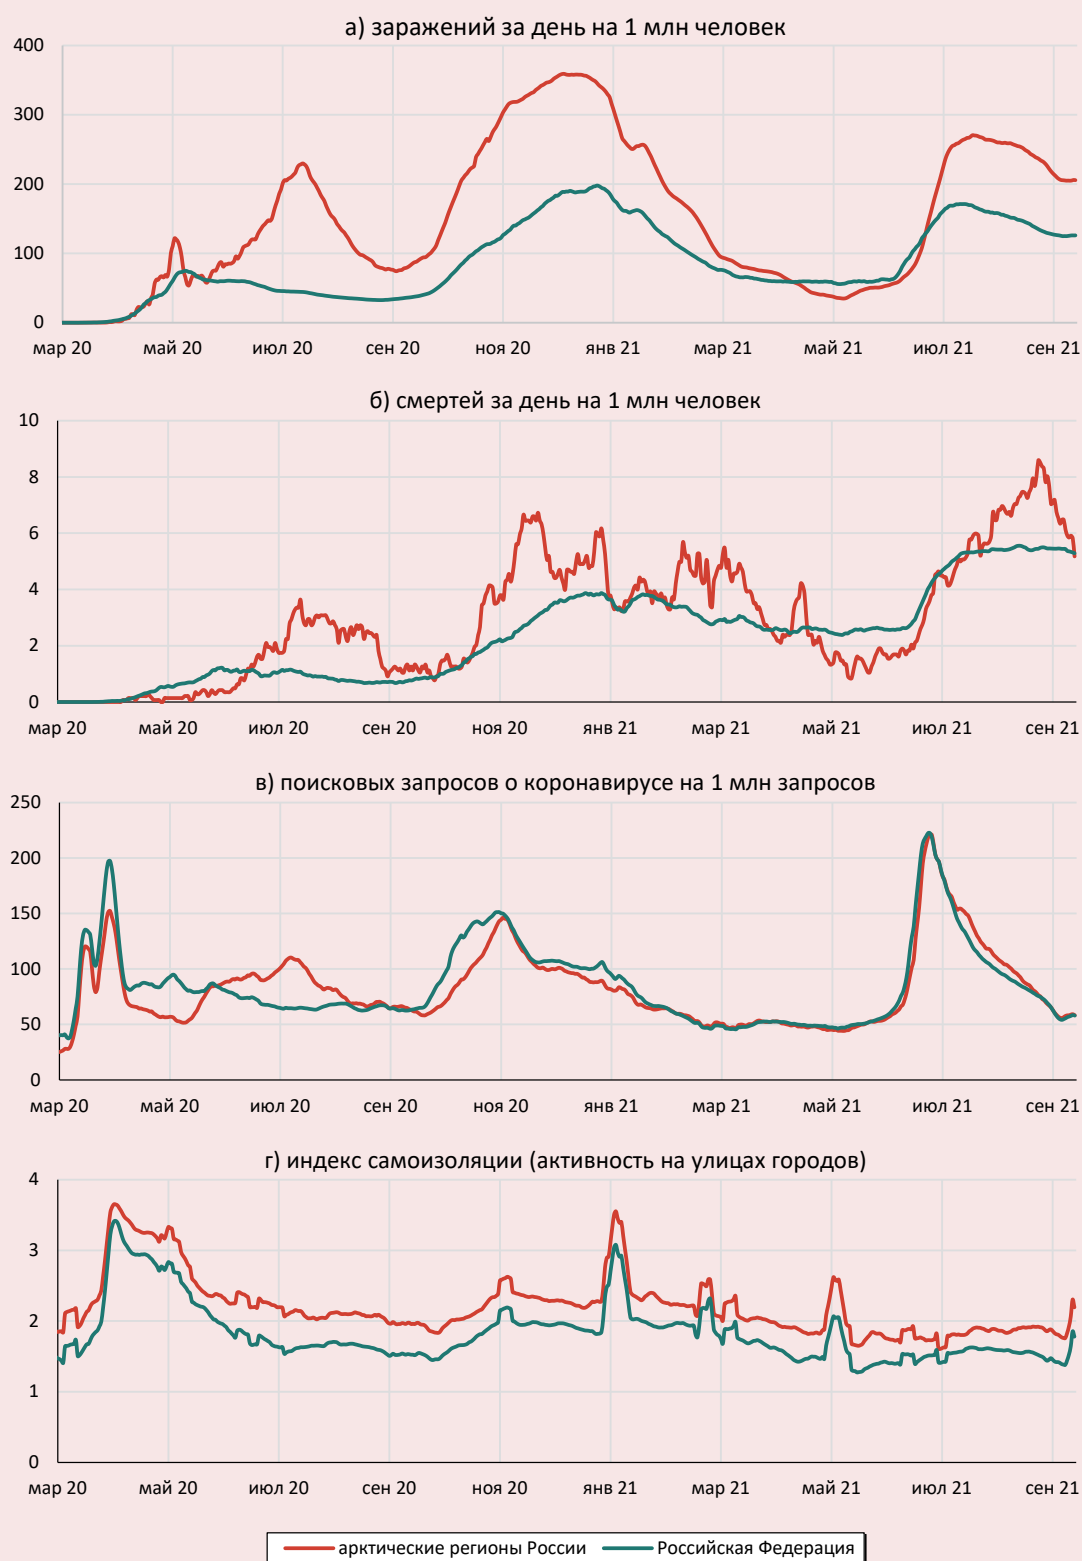 а) заражений за день на 1 млн человек
400
300
200
100
0
мар 20 май 20 июл 20 сен 20 ноя 20 янв 21 мар 21 май 21 июл 21 сен 21
б) смертей за день на 1 млн человек
10
8
6
4
2
0
мар 20 май 20 июл 20 сен 20 ноя 20 янв 21 мар 21 май 21 июл 21 сен 21
в) поисковых запросов о коронавирусе на 1 млн запросов
250
200
150
100
50
0
мар 20 май 20 июл 20 сен 20 ноя 20 янв 21 мар 21 май 21 июл 21 сен 21
г) индекс самоизоляции (активность на улицах городов)
4
3
2
1
0
мар 20 май 20 июл 20 сен 20 ноя 20 янв 21 мар 21 май 21 июл 21 сен 21
арктические регионы России Российская Федерация